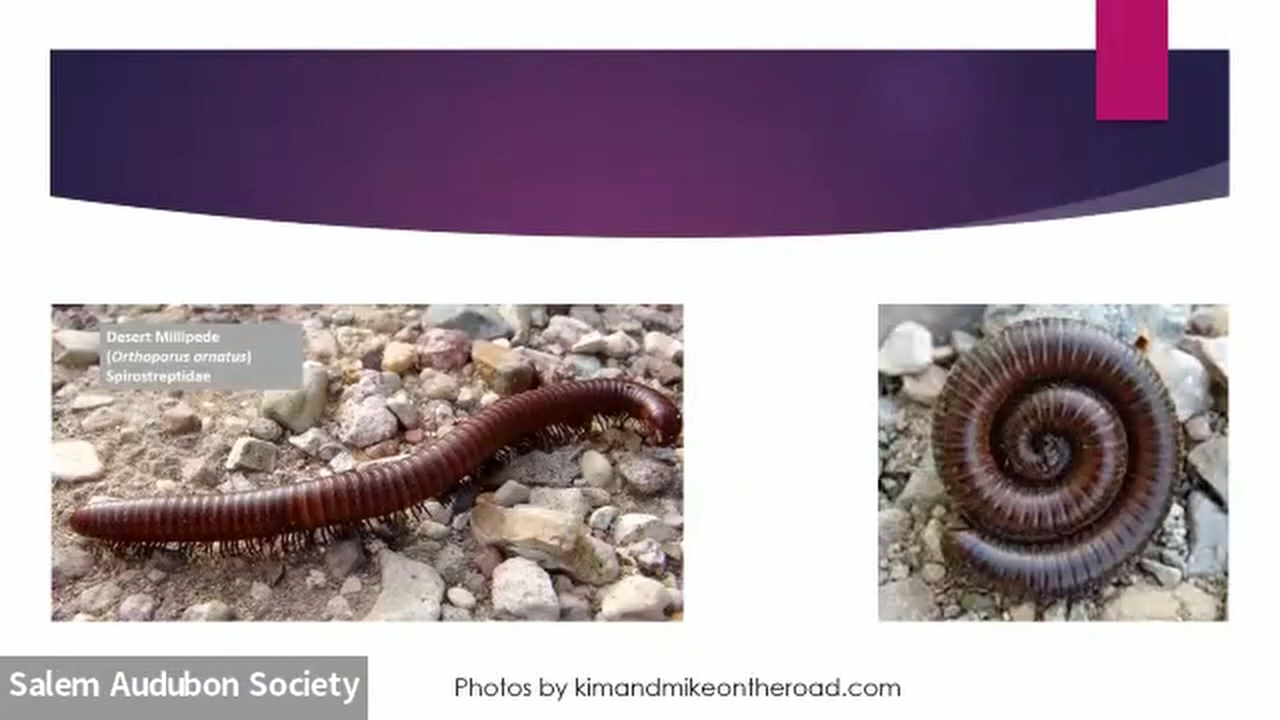 Desert Millipede
(Orthoporus ornatus)
Spirostreptidae
Salem Audubon Society
Photos by kimandmikeontheroad.com